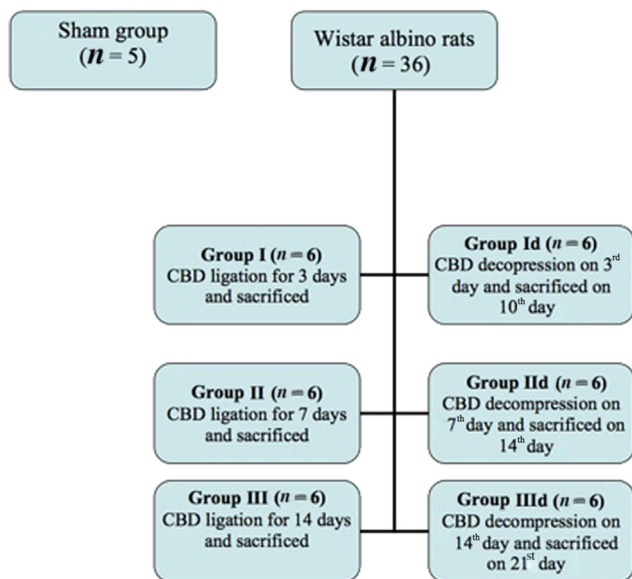 Sham group
(n = 5)
Wistar albino rats
(n = 36)
Group I (n = 6)
CBD ligation for 3 days
and sacrificed
Group Id (n = 6)
CBD decopression on 3rd
day and sacrificed on
10th day
Group II (n = 6)
CBD ligation for 7 days
and sacrificed
Group IId (n = 6)
CBD decompression on
7th day and sacrificed on
14th day
Group III (n = 6)
CBD ligation for 14 days
and sacrificed
Group IIId (n = 6)
CBD decompression on
14th day and sacrificed
on 21st day